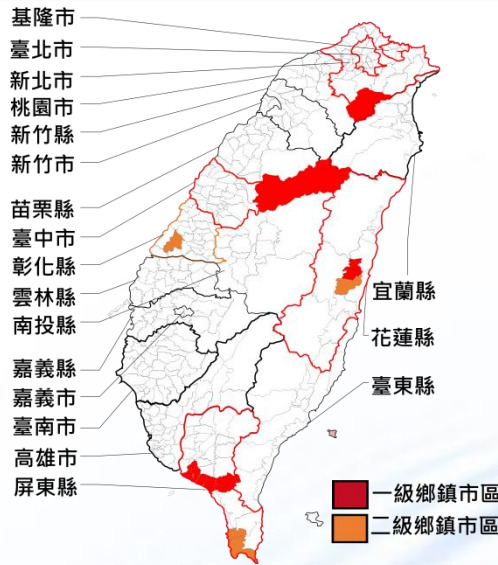 基隆市
臺北市
新北市
桃園市
新竹縣
新竹市
苗栗縣
臺中市
彰化縣
雲林縣
南投縣
嘉義縣
嘉義市
臺南市
高雄市
屏東縣
宜蘭縣
花蓮縣
臺東縣
一級鄉鎮市區
二級鄉鎮市區